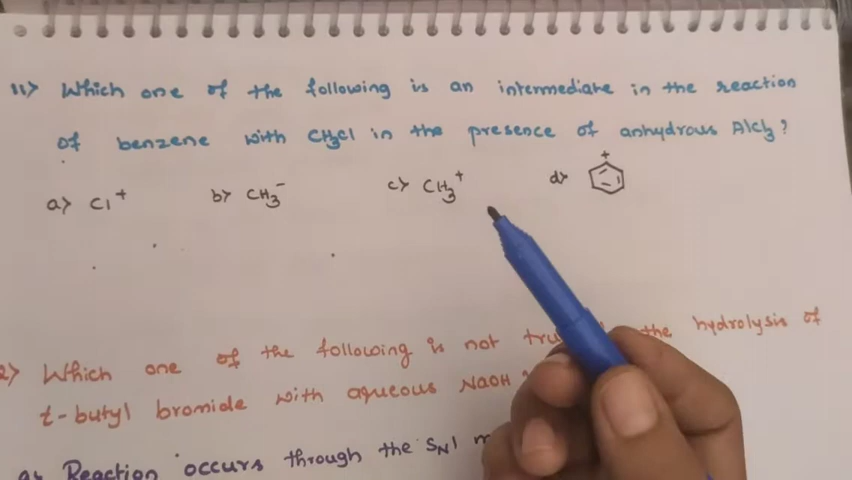 11) Which one of the following is an intermediate in the reaction
of benzene with CH3Cl in the presence of anhydrous AlCl3?
a) Cl+ b) CH3- c) CH3+ d) +
Which one of the following is not the hydrolysis of
t-butyl bromide with aqueous NaOH
a) Reaction occurs through the SN1